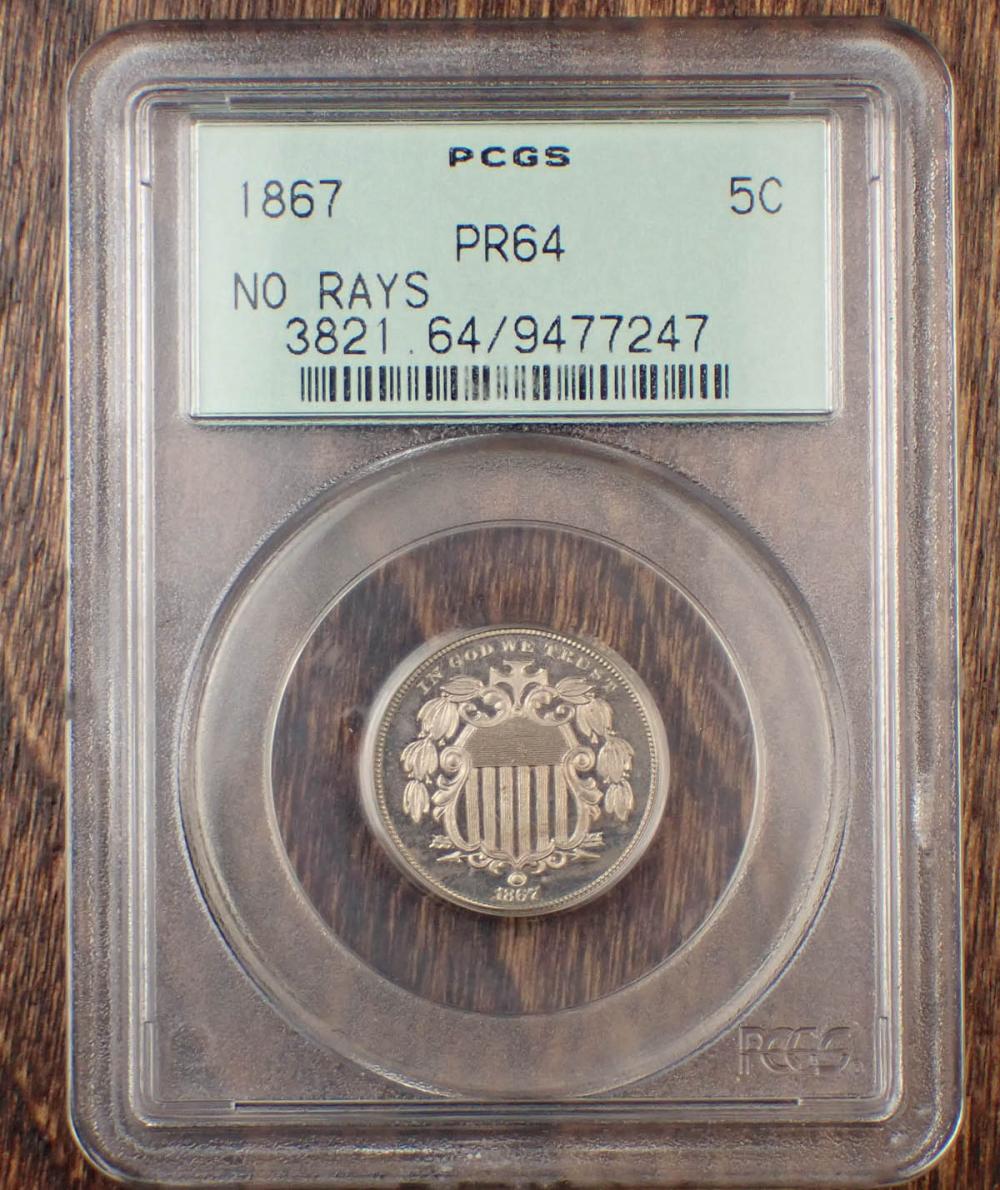 PCGS
1867 5C
PR64
NO RAYS
3821.64/9477247
IN GOD WE TRUST
1867
PCGS